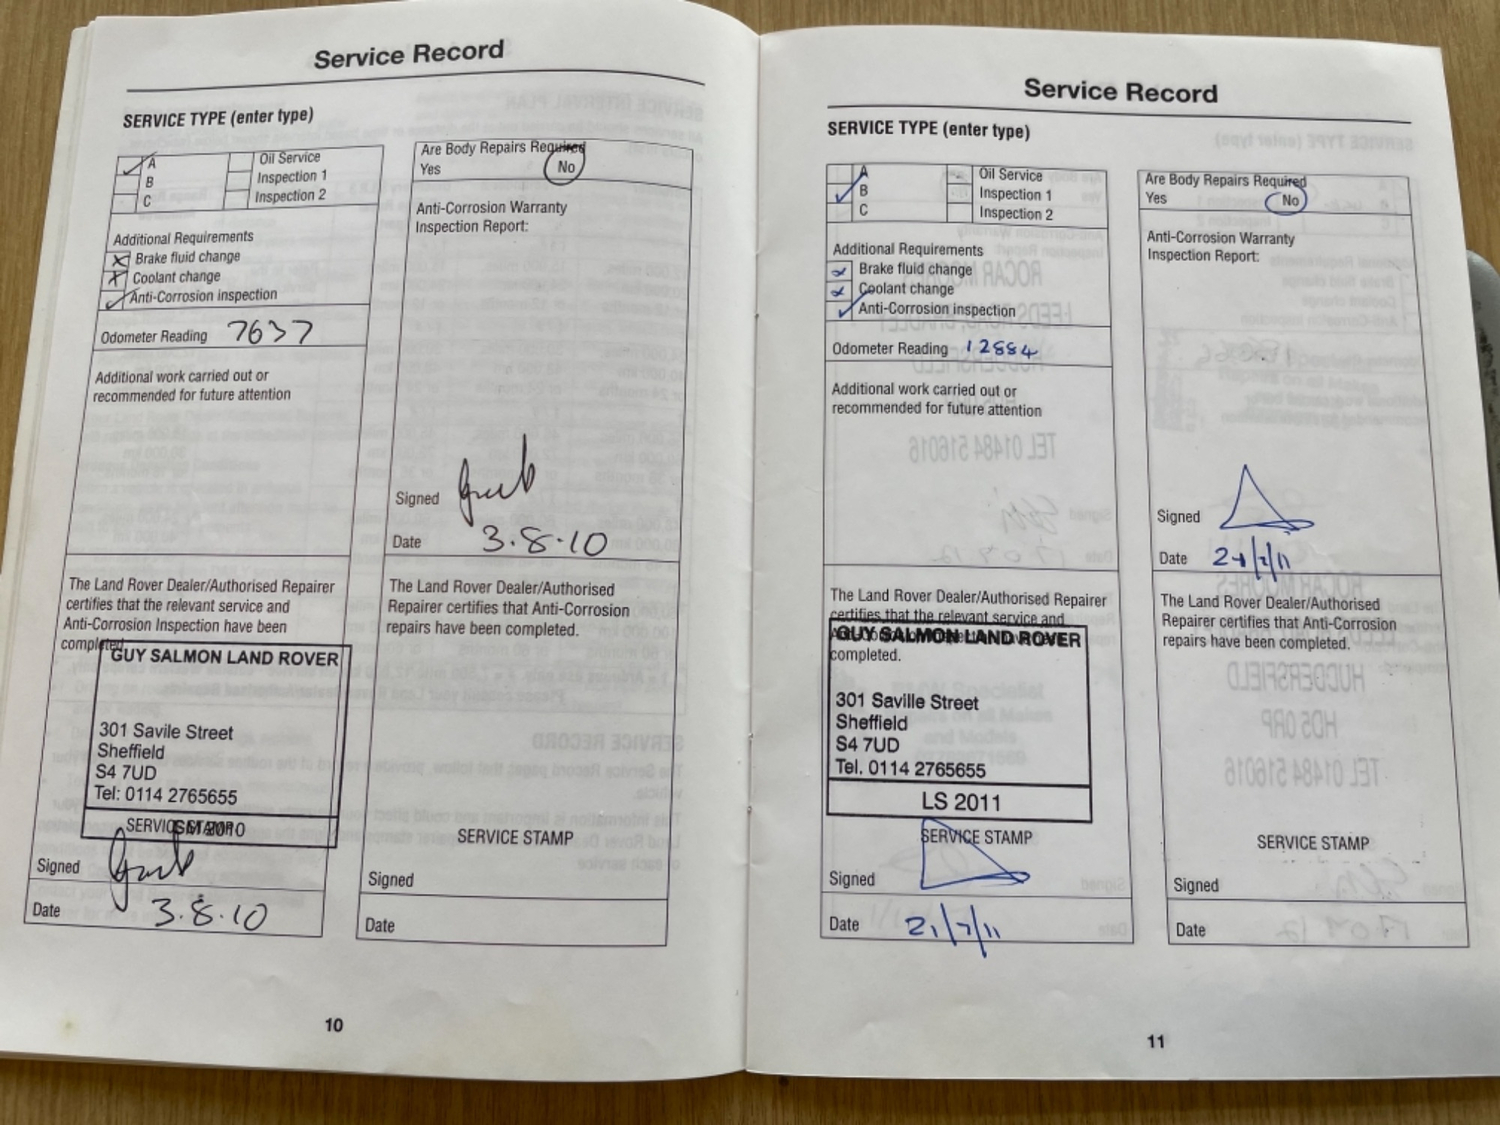 Service Record
SERVICE TYPE (enter type)
A
B
C
Oil Service
Inspection 1
Inspection 2
Additional Requirements
Brake fluid change
Coolant change
Anti-Corrosion inspection
Odometer Reading 7637
Additional work carried out or
recommended for future attention
The Land Rover Dealer/Authorised Repairer
certifies that the relevant service and
Anti-Corrosion Inspection have been
completed.
GUY SALMON LAND ROVER
301 Savile Street
Sheffield
S4 7UD
Tel: 0114 2765655
SERVICE STAMP
2010
Signed
Date 3.8.10
Are Body Repairs Required
Yes No
Anti-Corrosion Warranty
Inspection Report:
Signed
Date 3.8.10
The Land Rover Dealer/Authorised
Repairer certifies that Anti-Corrosion
repairs have been completed.
SERVICE STAMP
Signed
Date
10
Service Record
SERVICE TYPE (enter type)
A
B
C
Oil Service
Inspection 1
Inspection 2
Additional Requirements
Brake fluid change
Coolant change
Anti-Corrosion inspection
Odometer Reading 12884
Additional work carried out or
recommended for future attention
The Land Rover Dealer/Authorised Repairer
certifies that the relevant service and
completed.
GUY SALMON LAND ROVER
301 Saville Street
Sheffield
S4 7UD
Tel. 0114 2765655
LS 2011
SERVICE STAMP
Signed
Date 21/7/11
Are Body Repairs Required
Yes No
Anti-Corrosion Warranty
Inspection Report:
Signed
Date
The Land Rover Dealer/Authorised
Repairer certifies that Anti-Corrosion
repairs have been completed.
SERVICE STAMP
Signed
Date
11